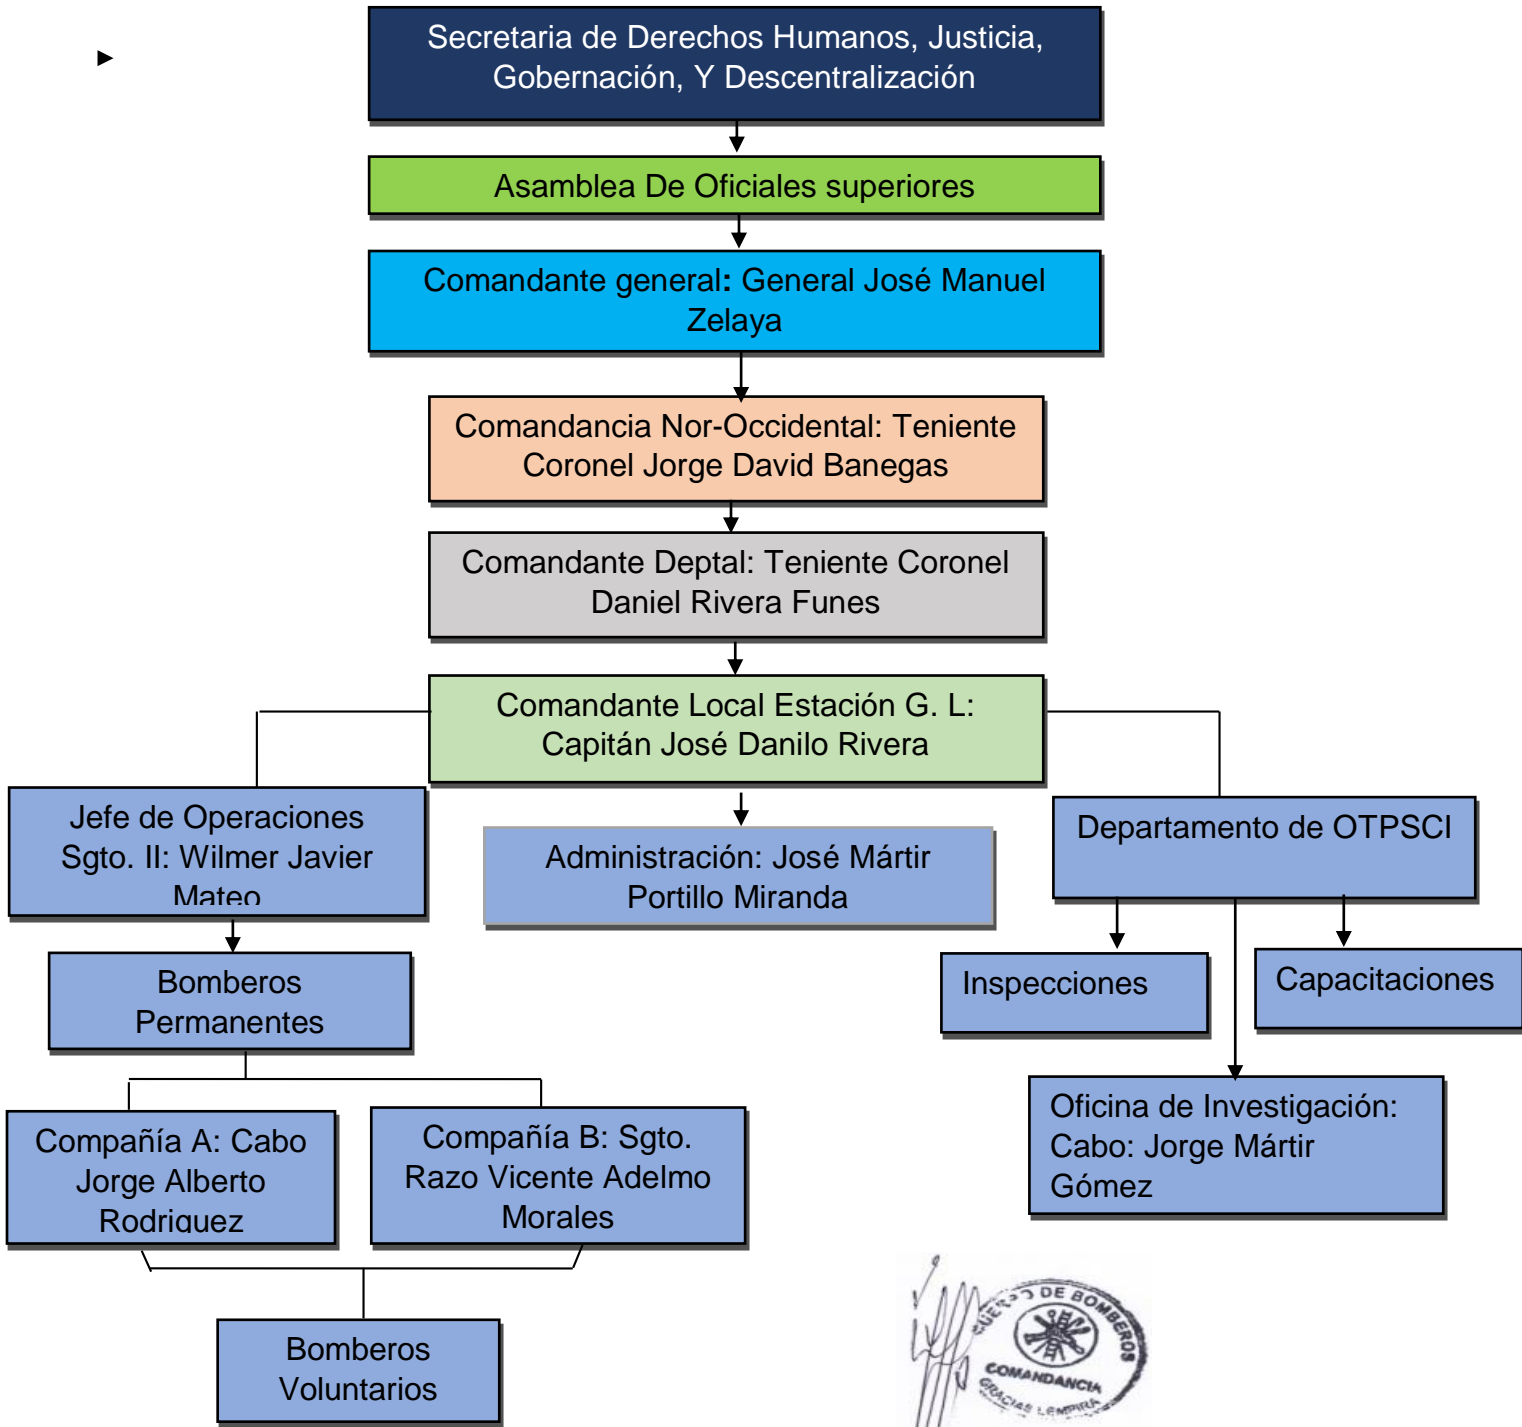 ►
Secretaria de Derechos Humanos, Justicia,
Gobernación, Y Descentralización
Asamblea De Oficiales superiores
Comandante general: General José Manuel
Zelaya
Comandancia Nor-Occidental: Teniente
Coronel Jorge David Banegas
Comandante Deptal: Teniente Coronel
Daniel Rivera Funes
Comandante Local Estación G. L:
Capitán José Danilo Rivera
Jefe de Operaciones
Sgto. II: Wilmer Javier
Mateo
Administración: José Mártir
Portillo Miranda
Departamento de OTPSCI
Bomberos
Permanentes
Inspecciones
Capacitaciones
Compañía A: Cabo
Jorge Alberto
Rodriguez
Compañía B: Sgto.
Razo Vicente Adelmo
Morales
Oficina de Investigación:
Cabo: Jorge Mártir
Gómez
Bomberos
Voluntarios
CUERPO DE BOMBEROS
COMANDANCIA
GRACIAS LEMPIRA